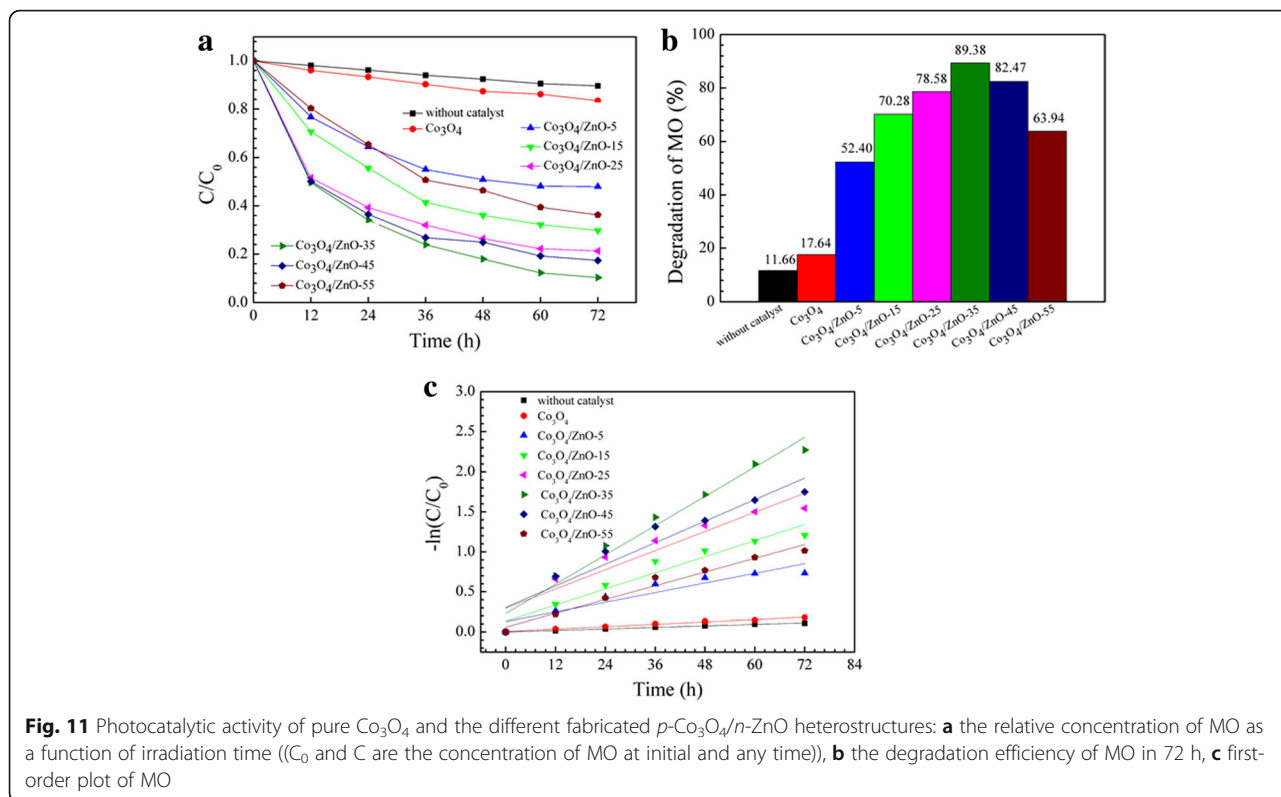 a
1.0
0.8
0.6
0.4
0.2
0.0
C/C₀
without catalyst
Co₃O₄
Co₃O₄/ZnO-5
Co₃O₄/ZnO-15
Co₃O₄/ZnO-25
Co₃O₄/ZnO-35
Co₃O₄/ZnO-45
Co₃O₄/ZnO-55
0 12 24 36 48 60 72
Time (h)
b
100
80
60
40
20
0
Degradation of MO (%)
11.66
17.64
52.40
70.28
78.58
89.38
82.47
63.94
without catalyst
Co₃O₄
Co₃O₄/ZnO-5
Co₃O₄/ZnO-15
Co₃O₄/ZnO-25
Co₃O₄/ZnO-35
Co₃O₄/ZnO-45
Co₃O₄/ZnO-55
c
3.0
2.5
2.0
1.5
1.0
0.5
0.0
-ln(C/C₀)
without catalyst
Co₃O₄
Co₃O₄/ZnO-5
Co₃O₄/ZnO-15
Co₃O₄/ZnO-25
Co₃O₄/ZnO-35
Co₃O₄/ZnO-45
Co₃O₄/ZnO-55
0 12 24 36 48 60 72 84
Time (h)
Fig. 11 Photocatalytic activity of pure Co₃O₄ and the different fabricated p-Co₃O₄/n-ZnO heterostructures: a the relative concentration of MO as
a function of irradiation time ((C₀ and C are the concentration of MO at initial and any time)), b the degradation efficiency of MO in 72 h, c first-
order plot of MO